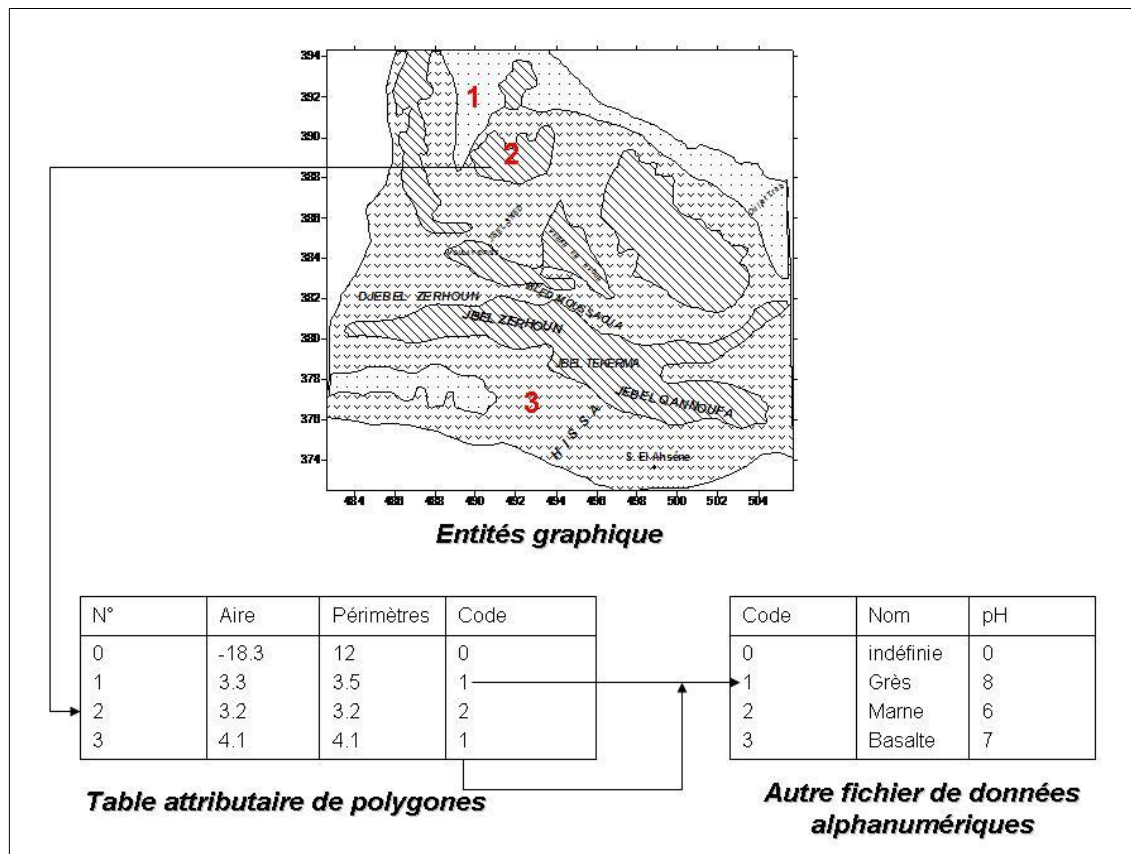 394
392
390
388
386
384
382
380
378
376
374
1
2
3
DJEBEL ZERHOUN
BLED MOUSSAOUA
JBEL ZERHOUN
JBEL TEKERMA
JEBEL QANNOUFA
HISSA
S. El Ahséne
484 486 488 490 492 494 496 498 500 502 504
Entités graphique
N° Aire Périmètres Code
0 -18.3 12 0
1 3.3 3.5 1
2 3.2 3.2 2
3 4.1 4.1 1
Table attributaire de polygones
Code Nom pH
0 indéfinie 0
1 Grès 8
2 Marne 6
3 Basalte 7
Autre fichier de données
alphanumériques